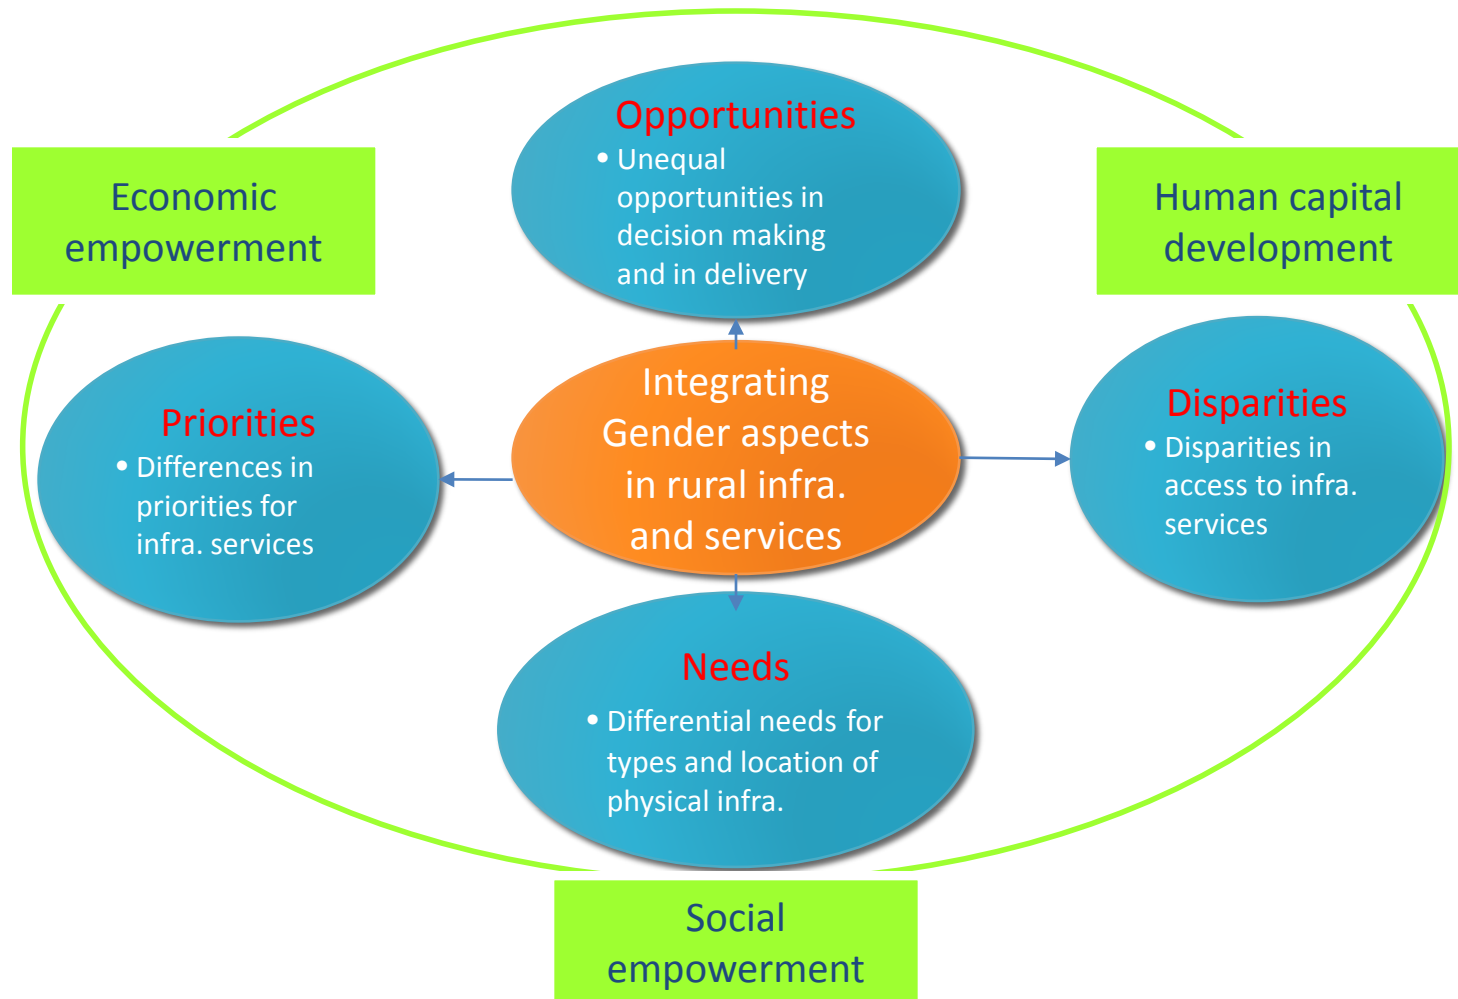 Opportunities
• Unequal
opportunities in
decision making
and in delivery
Economic
empowerment
Human capital
development
Priorities
• Differences in
priorities for
infra. services
Integrating
Gender aspects
in rural infra.
and services
Disparities
• Disparities in
access to infra.
services
Needs
• Differential needs for
types and location of
physical infra.
Social
empowerment